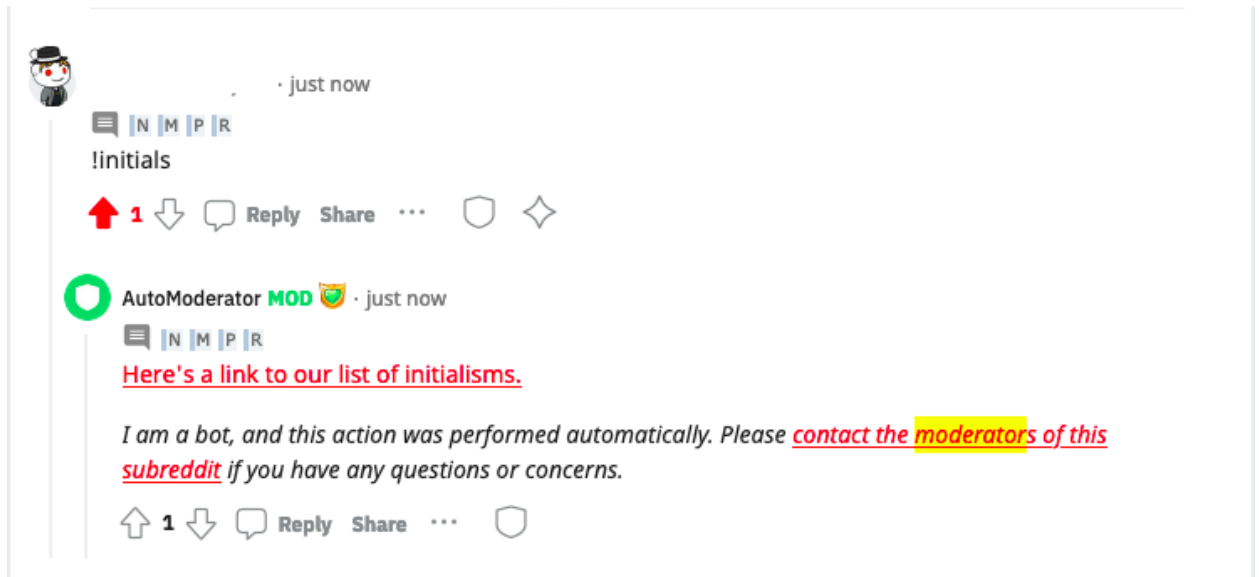 · just now
N M P R
!initials
1 Reply Share ...
AutoModerator MOD · just now
N M P R
Here's a link to our list of initialisms.
I am a bot, and this action was performed automatically. Please contact the moderators of this
subreddit if you have any questions or concerns.
1 Reply Share ...